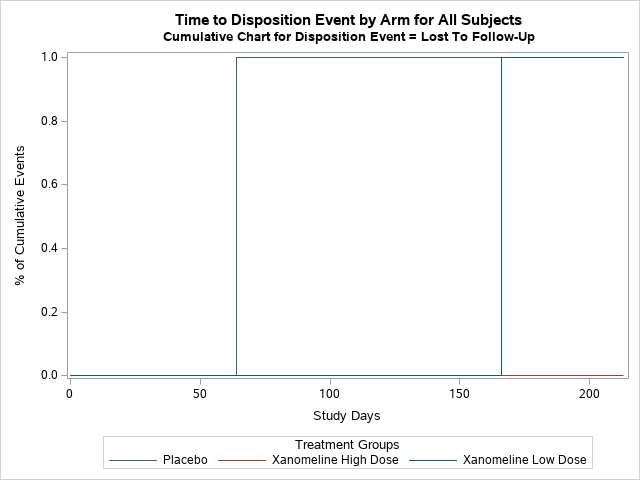 Time to Disposition Event by Arm for All Subjects
Cumulative Chart for Disposition Event = Lost To Follow-Up
1.0
0.8
0.6
0.4
0.2
0.0
% of Cumulative Events
0 50 100 150 200
Study Days
Treatment Groups
Placebo Xanomeline High Dose Xanomeline Low Dose